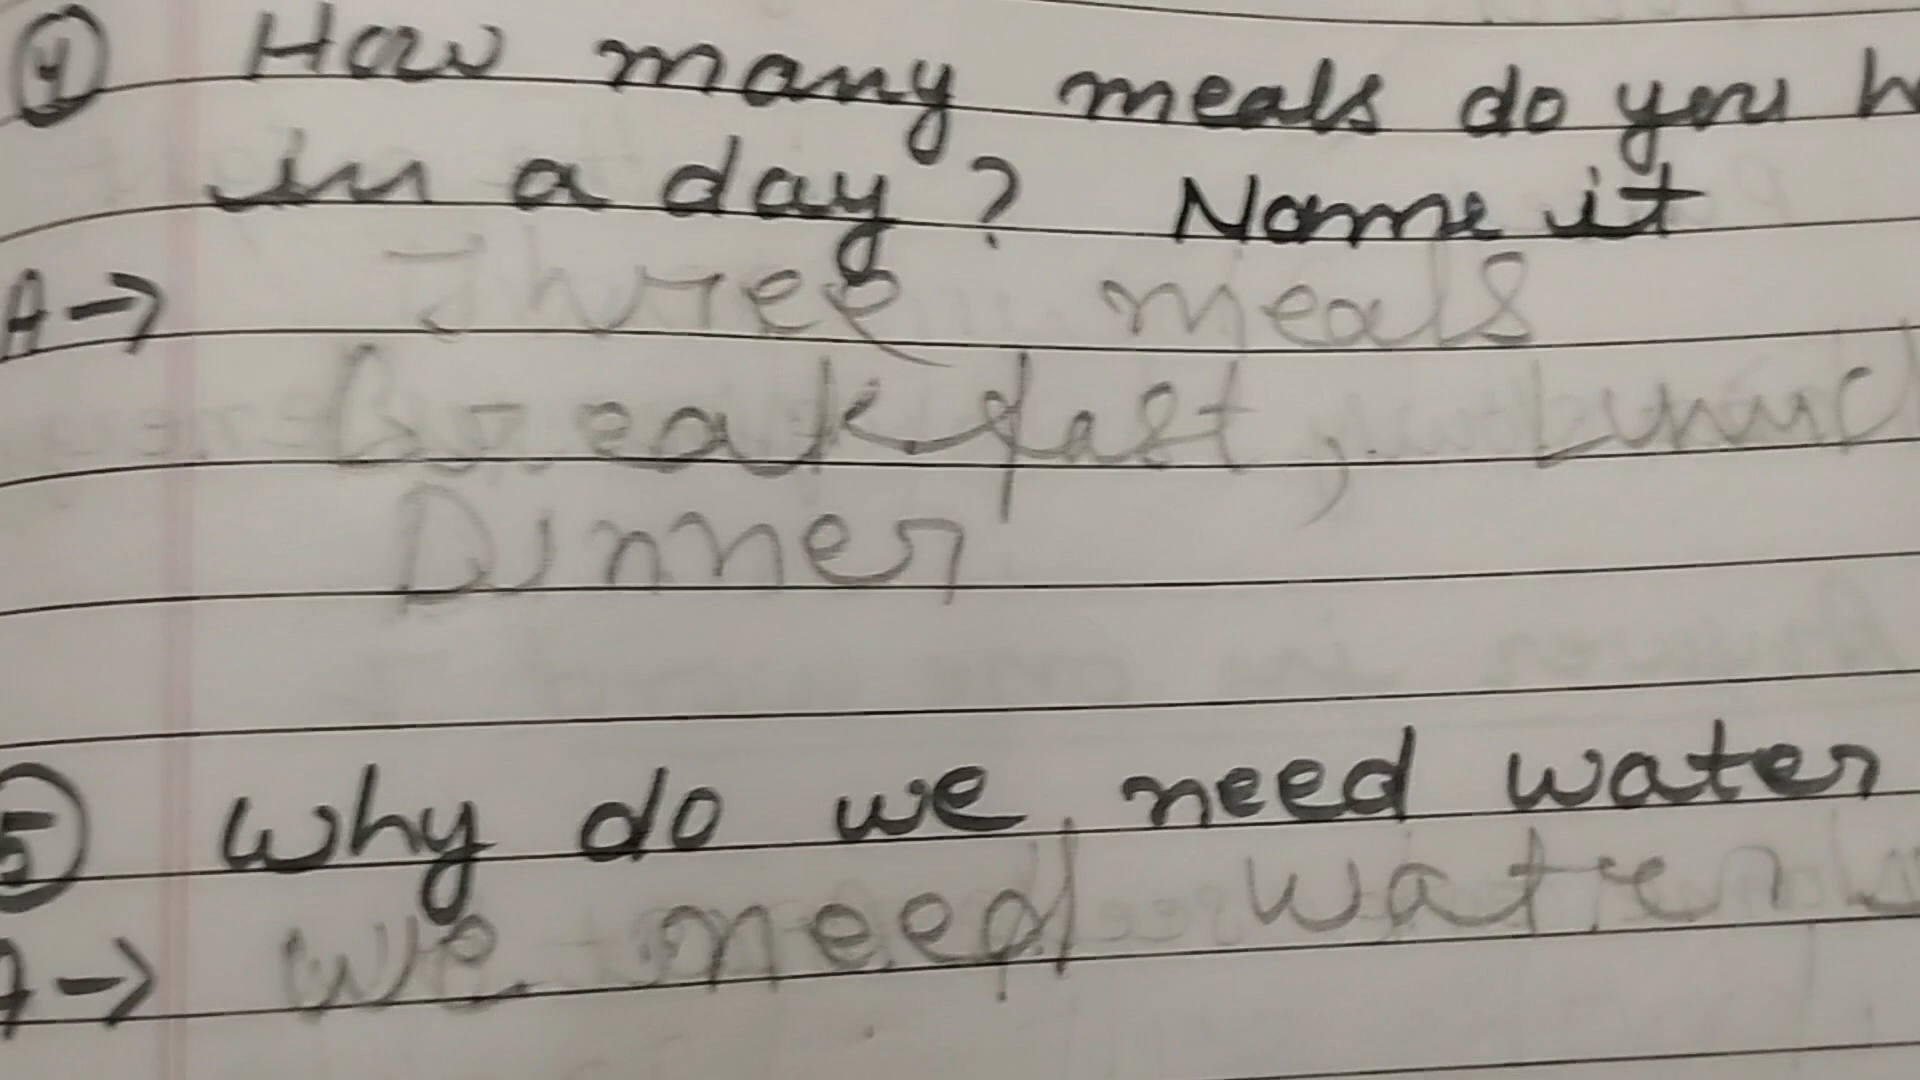 ④ How many meals do you h
in a day? Name it
A→ Three meals
Breakfast, Lunuc
Dinner
⑤ Why do we need water
A→ We need water